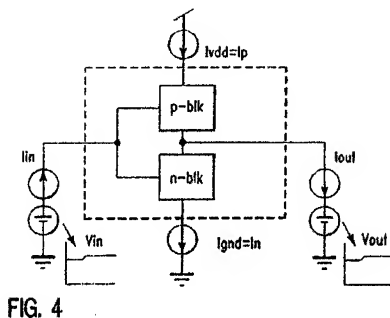 Ivdd=Ip
p-blk
Iin
Iout
n-blk
Vin
Ignd=In
Vout
FIG. 4